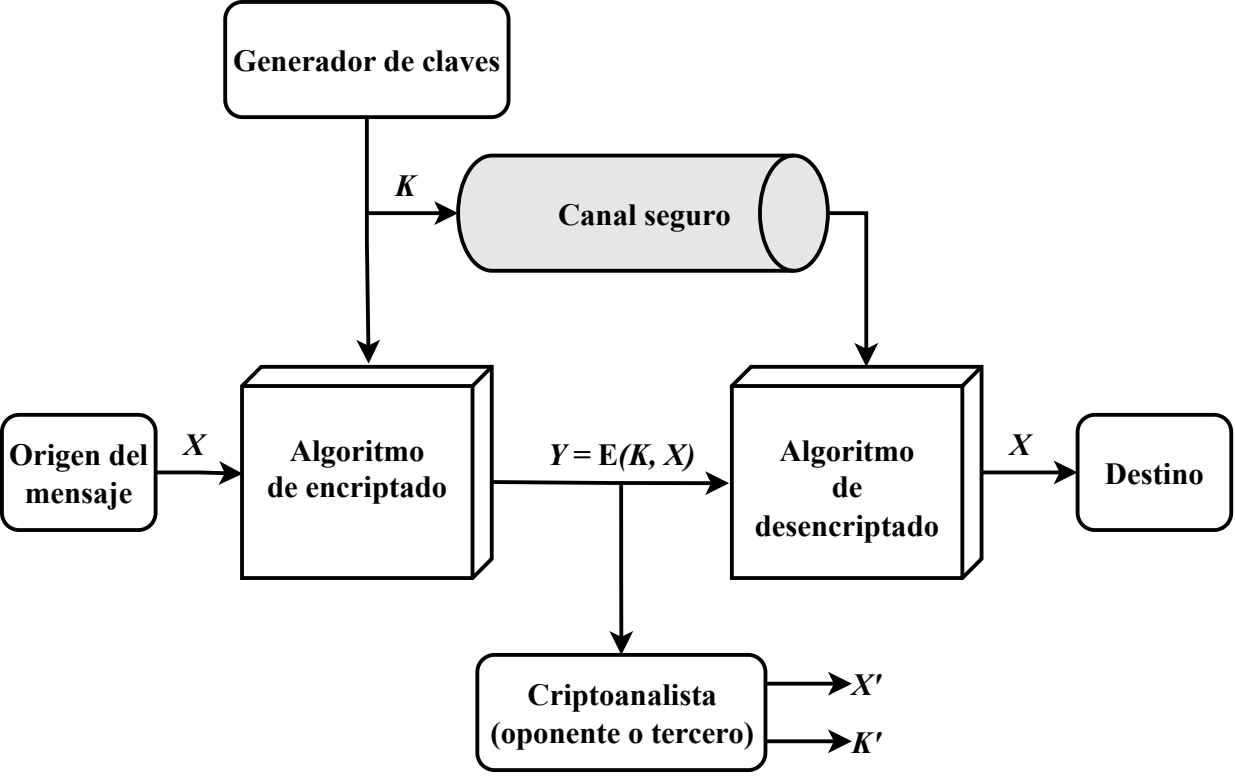 Generador de claves
K
Canal seguro
Origen del
mensaje
X
Algoritmo
de encriptado
Y = E(K, X)
Algoritmo
de
desencriptado
X
Destino
Criptoanalista
(oponente o tercero)
X'
K'